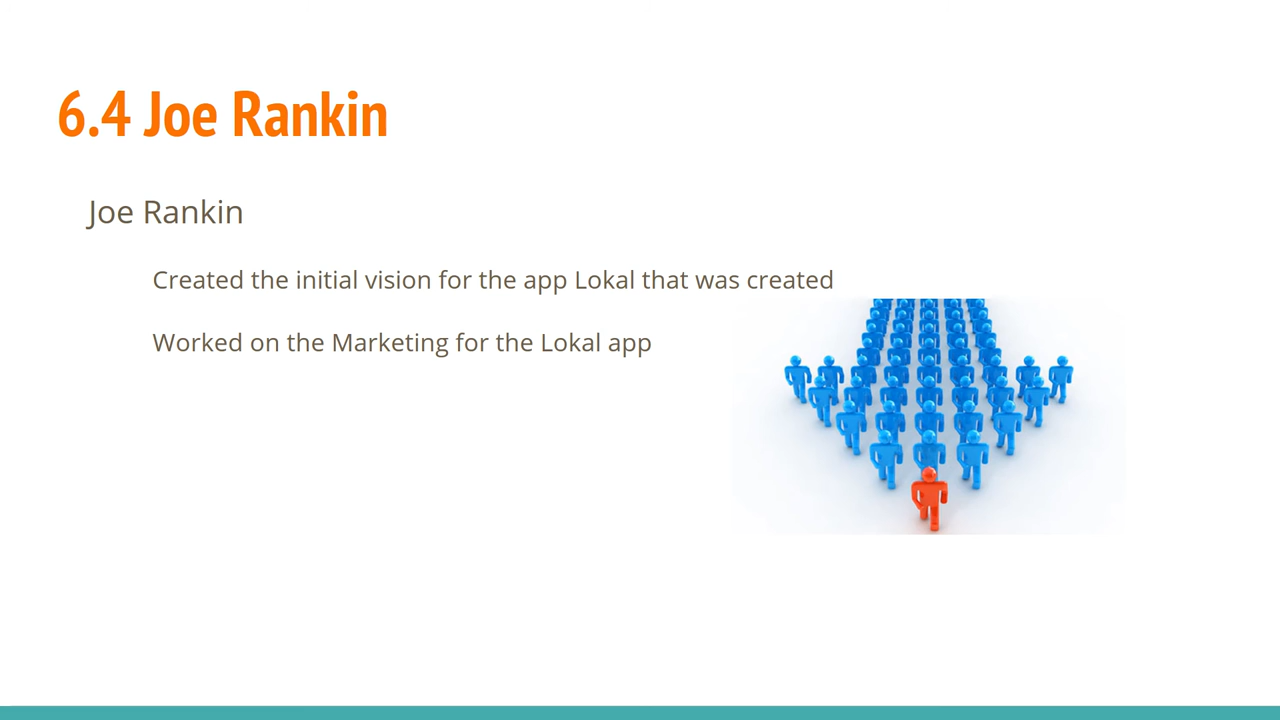 6.4 Joe Rankin
Joe Rankin
Created the initial vision for the app Lokal that was created
Worked on the Marketing for the Lokal app